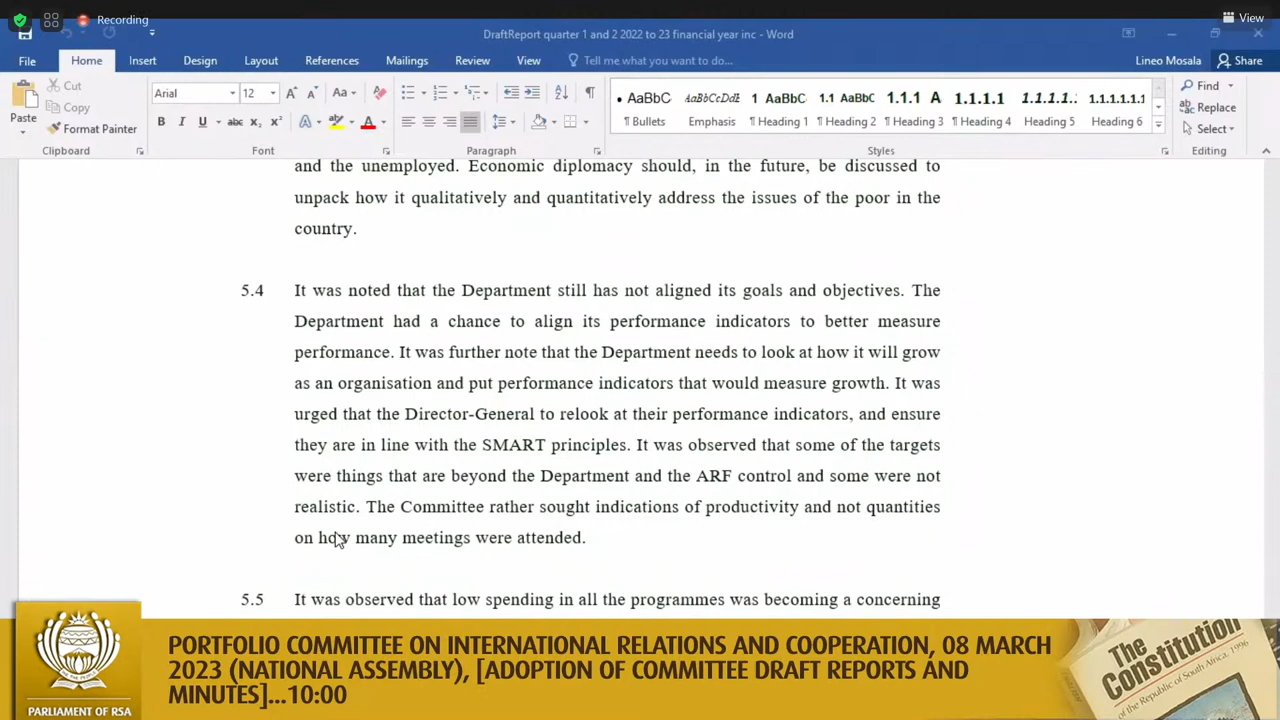 Recording
View
DraftReport quarter 1 and 2 2022 to 23 financial year inc - Word
File Home Insert Design Layout References Mailings Review View Tell me what you want to do... Lineo Mosala Share
Paste Cut Copy Format Painter
Arial 12
B I U abc x₂ x² A A
• AaBbC AaBbCcDdE 1 AaBbC 1.1 AaBbC 1.1.1 A 1.1.1.1 1.1.1.1. 1.1.1.1.1
¶ Bullets Emphasis ¶ Heading 1 ¶ Heading 2 ¶ Heading 3 ¶ Heading 4 ¶ Heading 5 Heading 6
Find Replace Select
Clipboard Font Paragraph Styles Editing
and the unemployed. Economic diplomacy should, in the future, be discussed to
unpack how it qualitatively and quantitatively address the issues of the poor in the
country.
5.4 It was noted that the Department still has not aligned its goals and objectives. The
Department had a chance to align its performance indicators to better measure
performance. It was further note that the Department needs to look at how it will grow
as an organisation and put performance indicators that would measure growth. It was
urged that the Director-General to relook at their performance indicators, and ensure
they are in line with the SMART principles. It was observed that some of the targets
were things that are beyond the Department and the ARF control and some were not
realistic. The Committee rather sought indications of productivity and not quantities
on how many meetings were attended.
5.5 It was observed that low spending in all the programmes was becoming a concerning
PORTFOLIO COMMITTEE ON INTERNATIONAL RELATIONS AND COOPERATION, 08 MARCH
2023 (NATIONAL ASSEMBLY), [ADOPTION OF COMMITTEE DRAFT REPORTS AND
MINUTES]...10:00
PARLIAMENT OF RSA
The
Constitution
of the Republic of South Africa, 1996